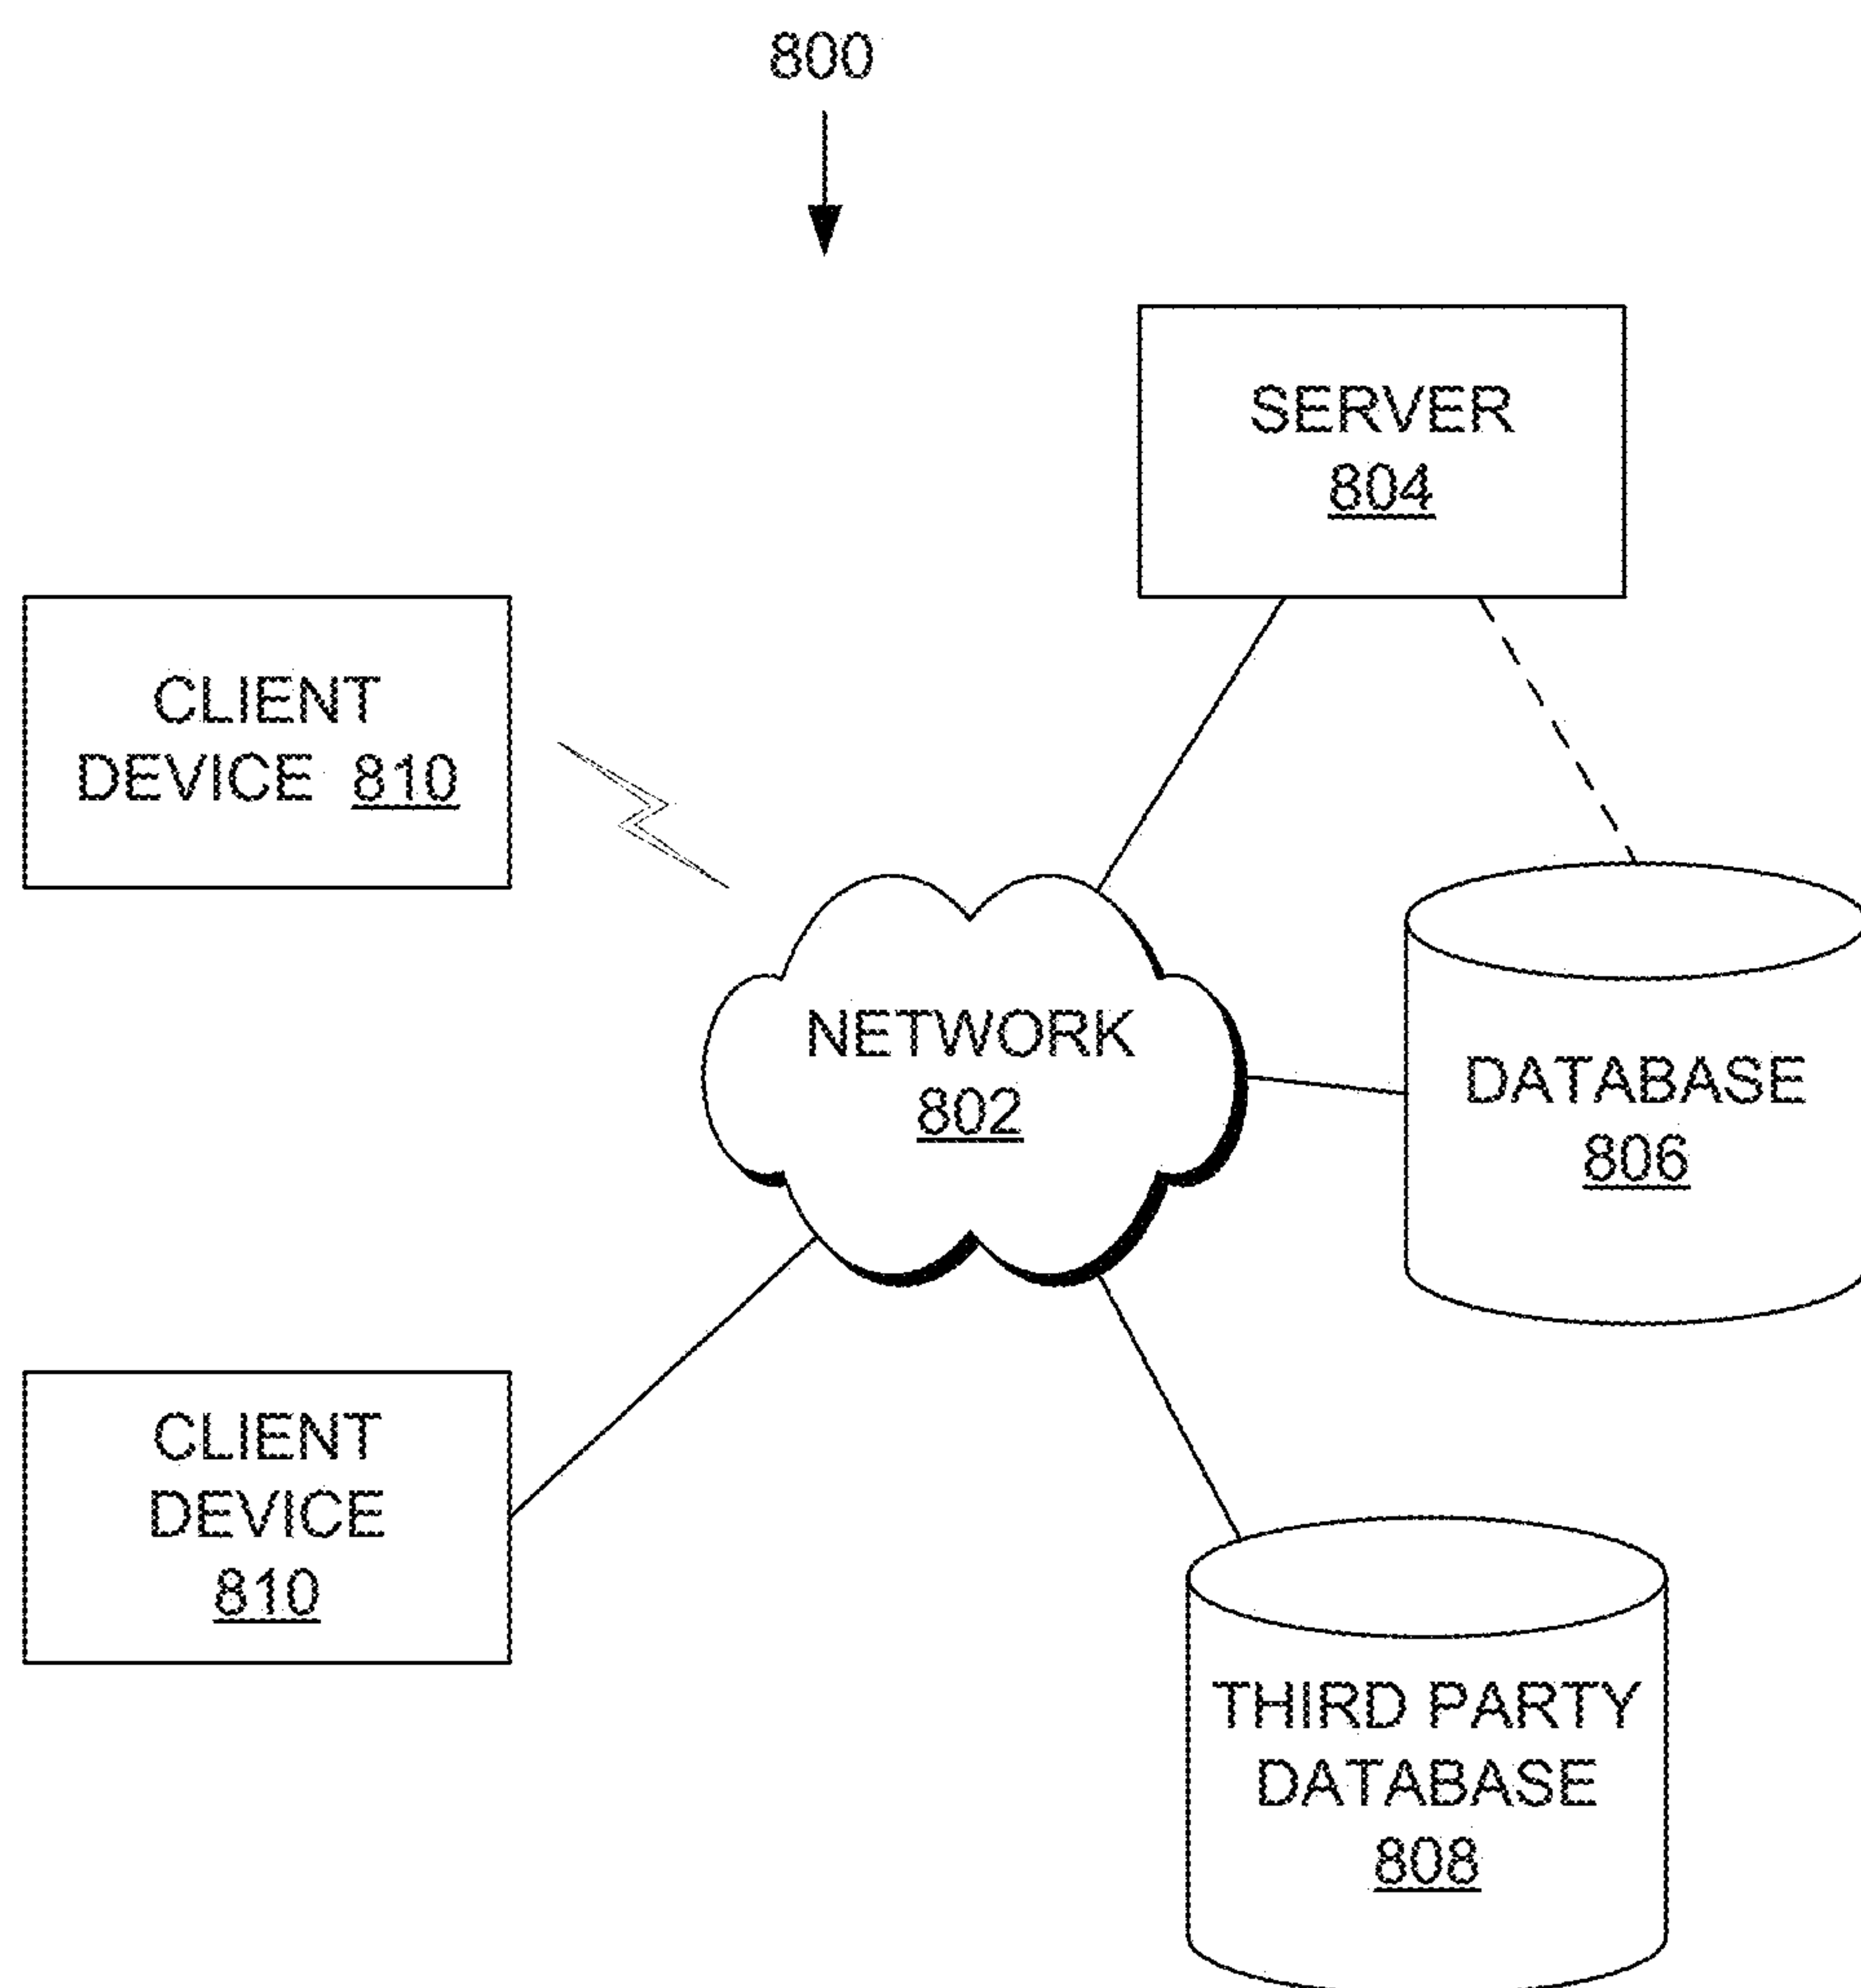 800
SERVER
804
CLIENT
DEVICE 810
NETWORK
802
DATABASE
806
CLIENT
DEVICE
810
THIRD PARTY
DATABASE
808